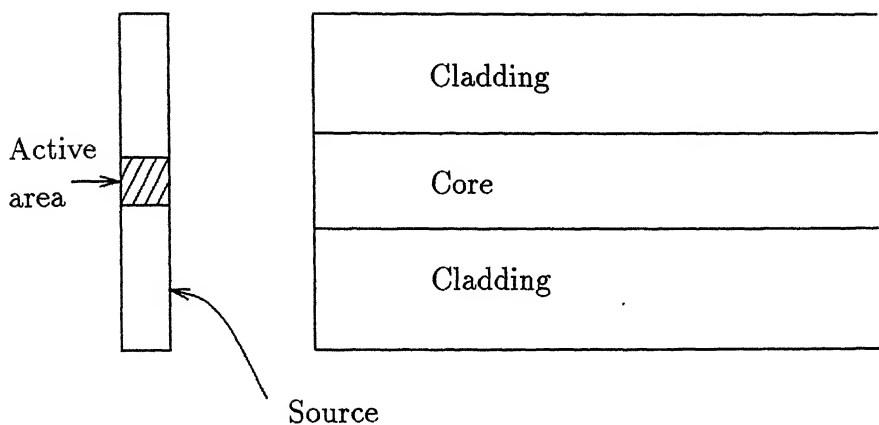 Cladding
Active
area
Core
Cladding
Source